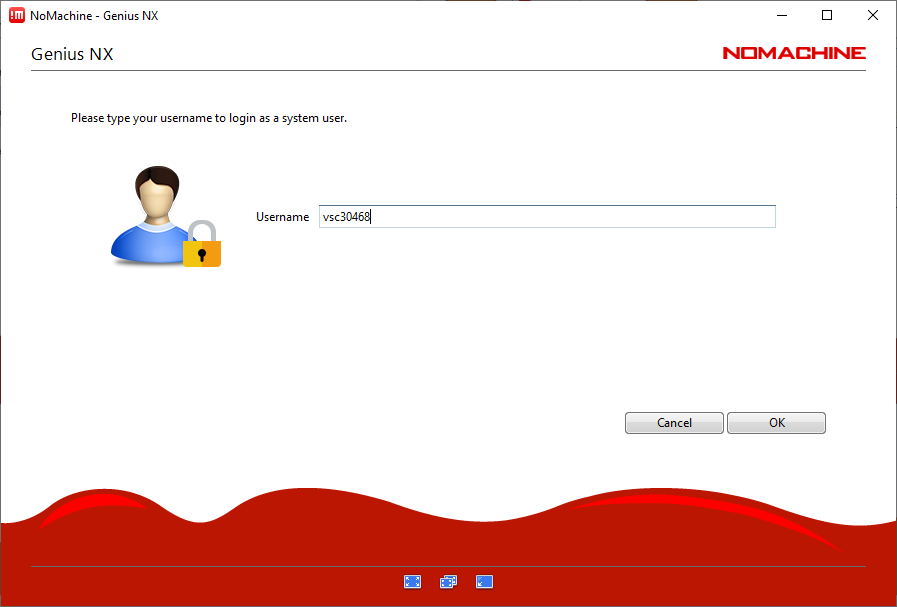 NoMachine - Genius NX
Genius NX
NOMACHINE
Please type your username to login as a system user.
Username vsc30468
Cancel OK